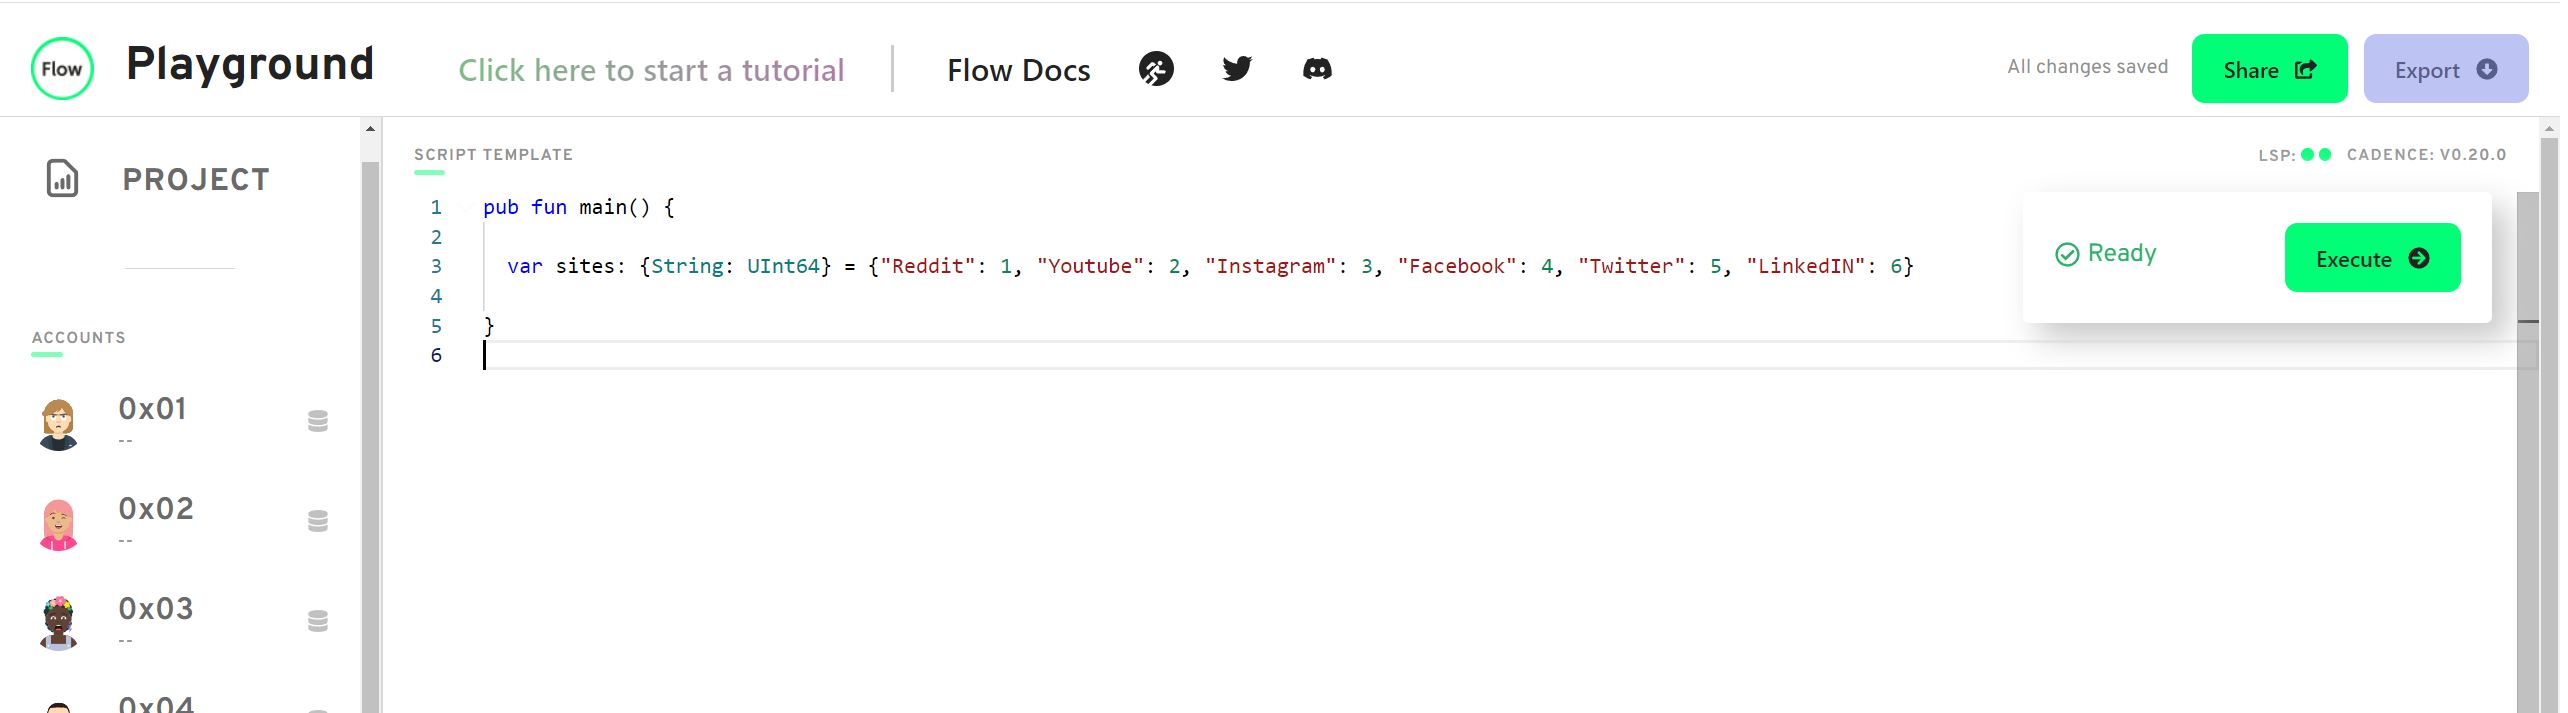 Flow Playground Click here to start a tutorial Flow Docs All changes saved Share Export
PROJECT
SCRIPT TEMPLATE LSP: CADENCE: V0.20.0
1 pub fun main() {
2
3 var sites: {String: UInt64} = {"Reddit": 1, "Youtube": 2, "Instagram": 3, "Facebook": 4, "Twitter": 5, "LinkedIN": 6}
4
5 }
6
Ready Execute
ACCOUNTS
0x01
--
0x02
--
0x03
--
0x04